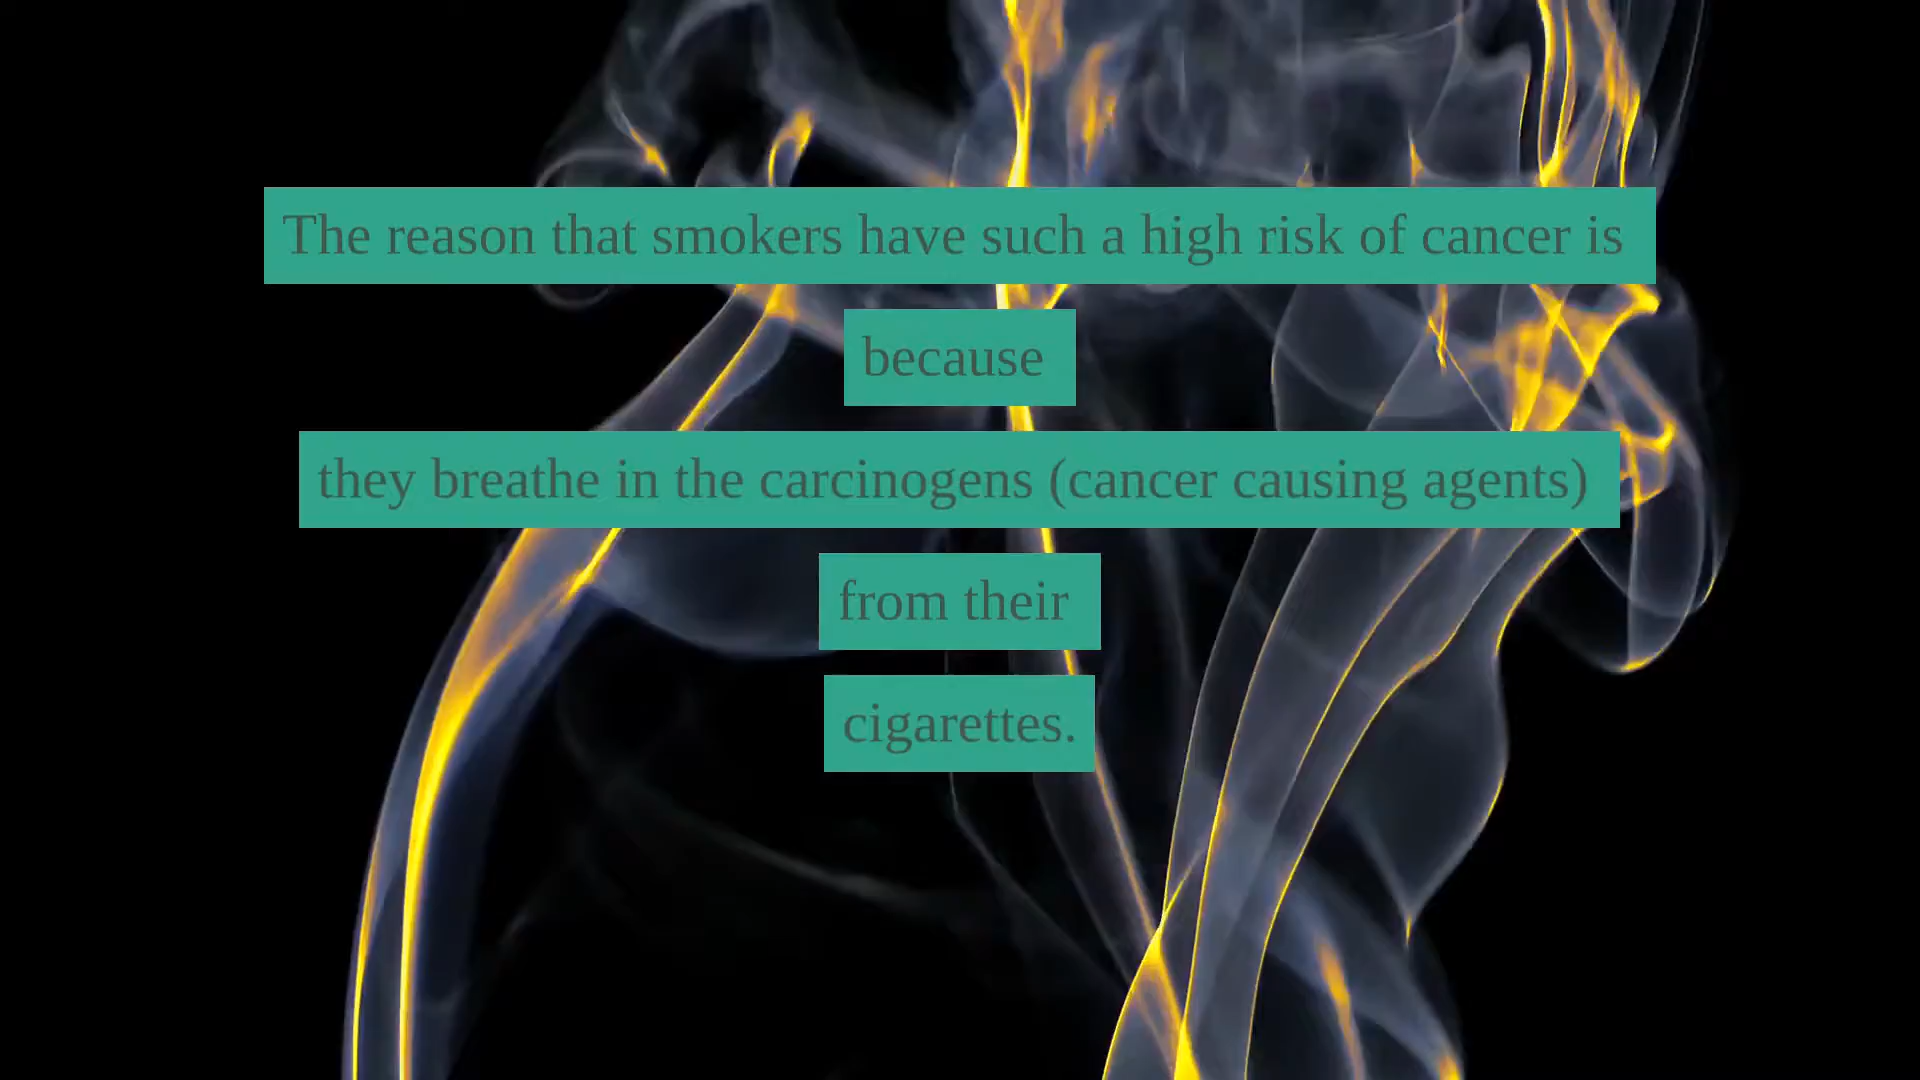 The reason that smokers have such a high risk of cancer is
because
they breathe in the carcinogens (cancer causing agents)
from their
cigarettes.